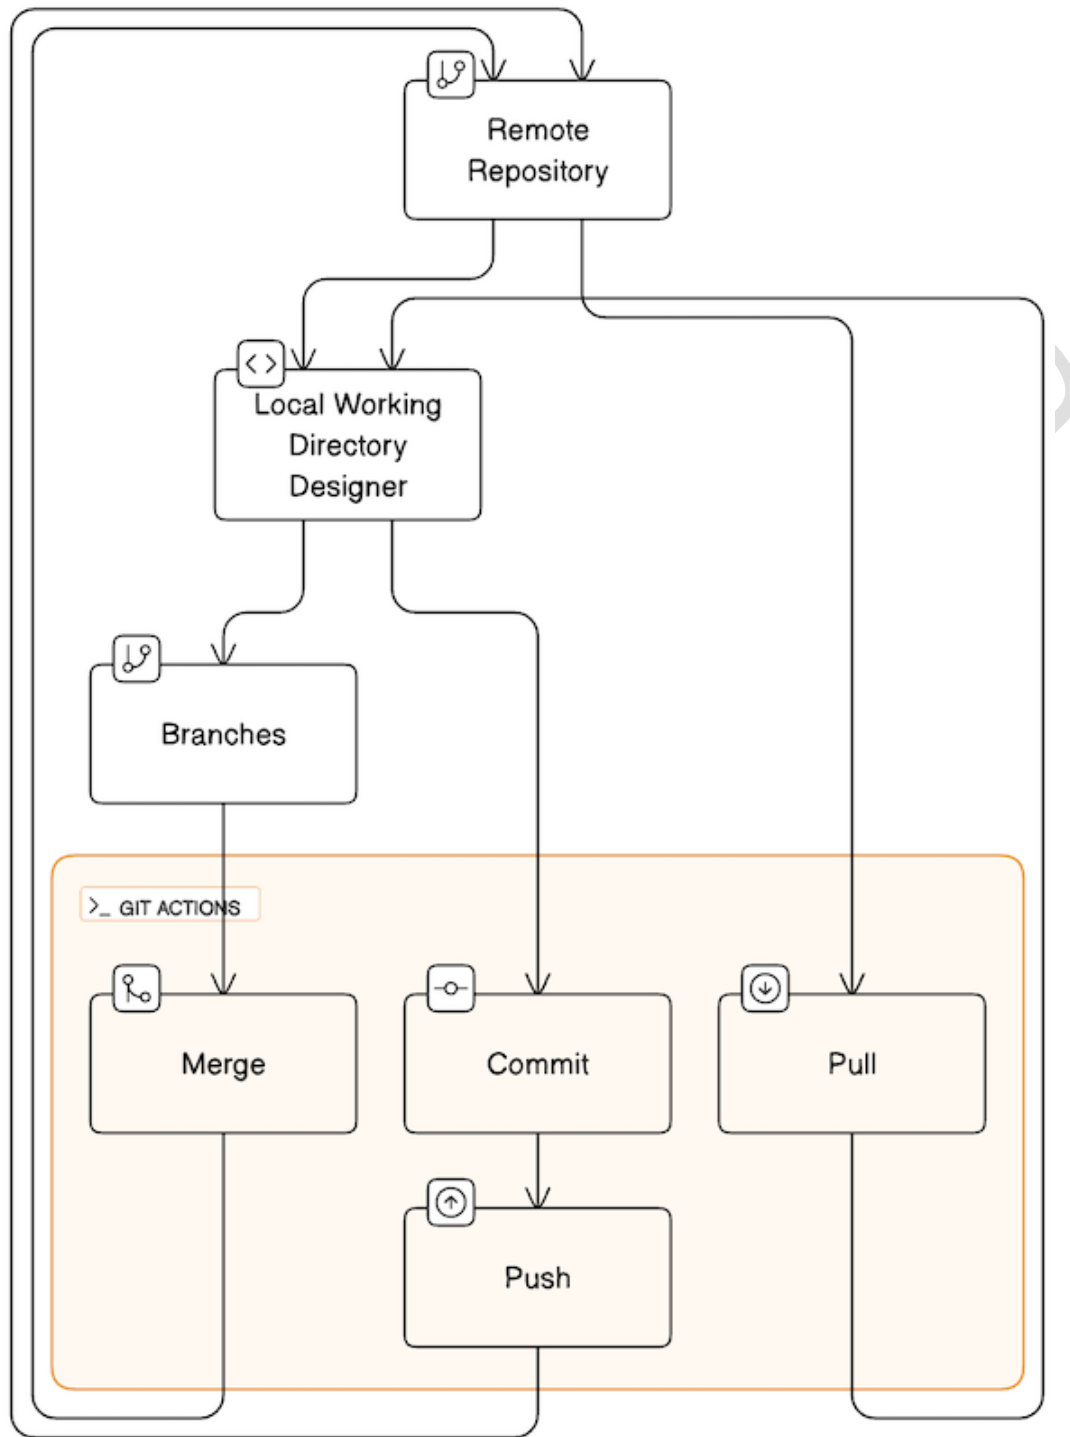 Remote
Repository
Local Working
Directory
Designer
Branches
>_ GIT ACTIONS
Merge
Commit
Pull
Push